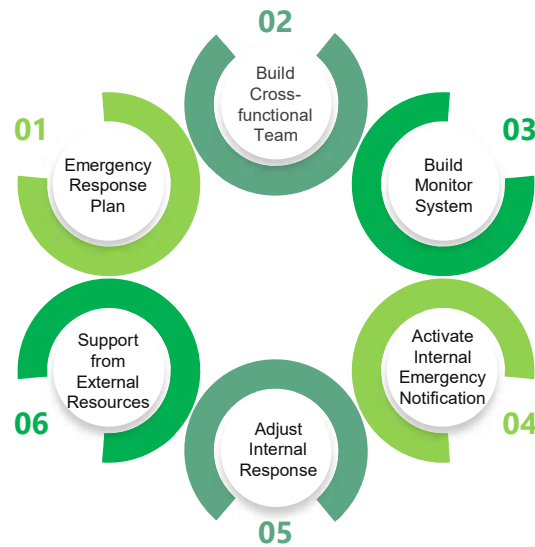 01
Emergency
Response
Plan
02
Build
Cross-
functional
Team
03
Build
Monitor
System
04
Activate
Internal
Emergency
Notification
05
Adjust
Internal
Response
06
Support
from
External
Resources